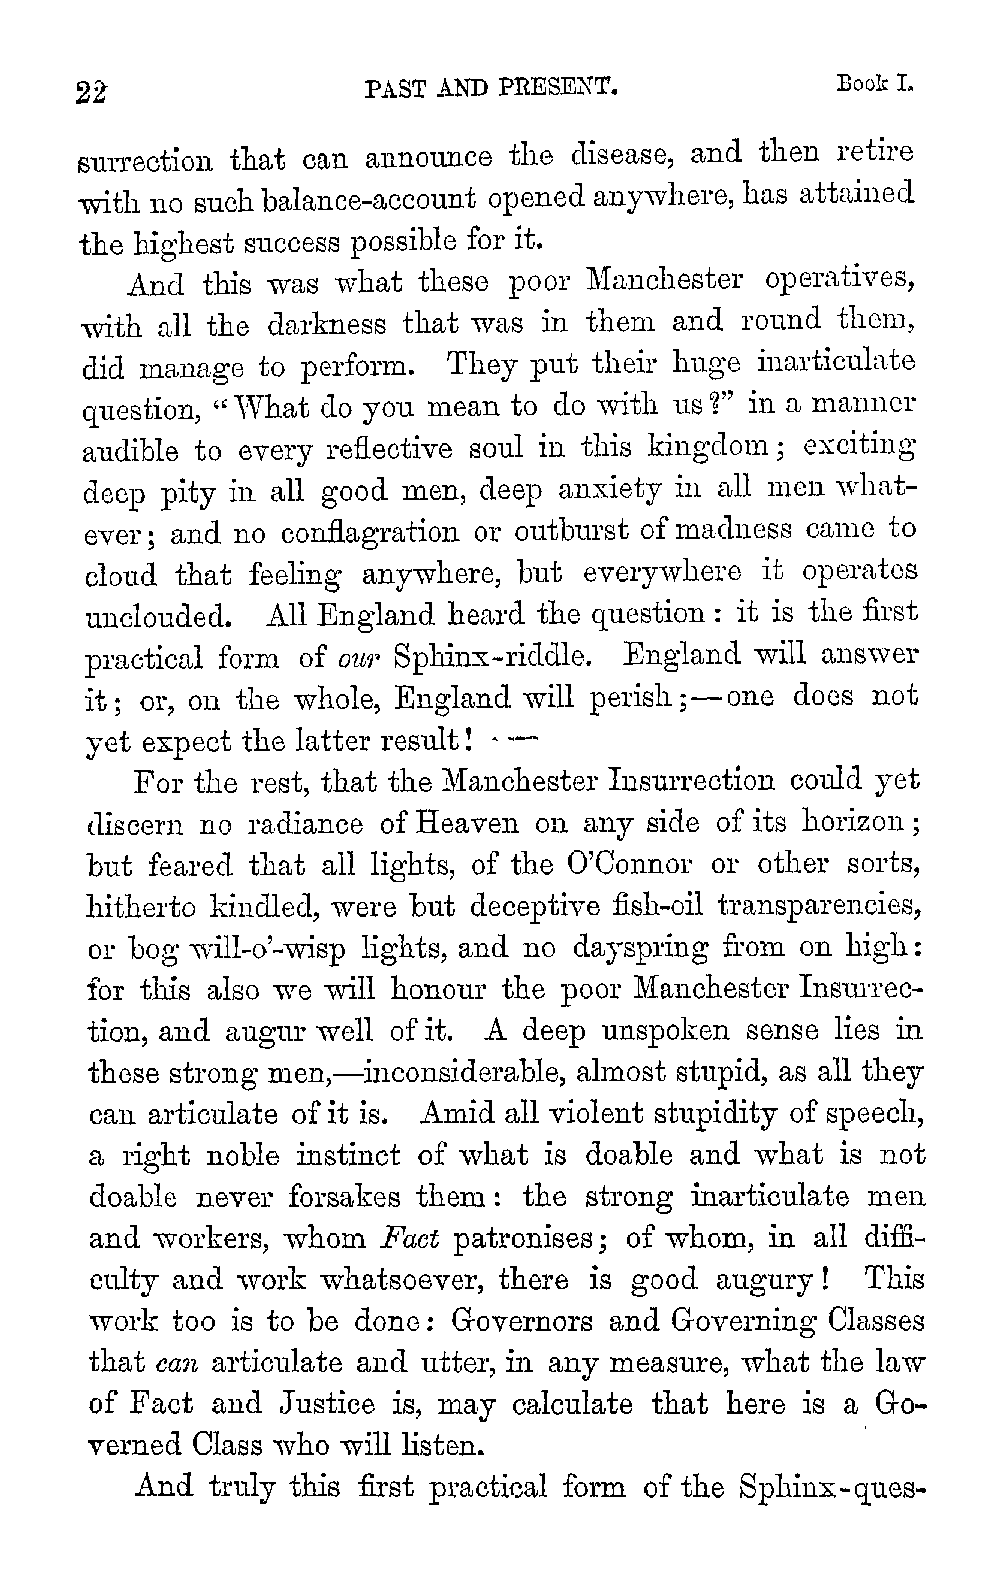 22 PAST AND PRESENT. Book I.
surrection that can announce the disease, and then retire
with no such balance-account opened anywhere, has attained
the highest success possible for it.
And this was what these poor Manchester operatives,
with all the darkness that was in them and round them,
did manage to perform. They put their huge inarticulate
question, “What do you mean to do with us?” in a manner
audible to every reflective soul in this kingdom; exciting
deep pity in all good men, deep anxiety in all men what-
ever; and no conflagration or outburst of madness came to
cloud that feeling anywhere, but everywhere it operates
unclouded. All England heard the question: it is the first
practical form of our Sphinx-riddle. England will answer
it; or, on the whole, England will perish;—one does not
yet expect the latter result! - —
For the rest, that the Manchester Insurrection could yet
discern no radiance of Heaven on any side of its horizon;
but feared that all lights, of the O’Connor or other sorts,
hitherto kindled, were but deceptive fish-oil transparencies,
or bog will-o’-wisp lights, and no dayspring from on high:
for this also we will honour the poor Manchester Insurrec-
tion, and augur well of it. A deep unspoken sense lies in
these strong men,—inconsiderable, almost stupid, as all they
can articulate of it is. Amid all violent stupidity of speech,
a right noble instinct of what is doable and what is not
doable never forsakes them: the strong inarticulate men
and workers, whom Fact patronises; of whom, in all diffi-
culty and work whatsoever, there is good augury! This
work too is to be done: Governors and Governing Classes
that can articulate and utter, in any measure, what the law
of Fact and Justice is, may calculate that here is a Go-
verned Class who will listen.
And truly this first practical form of the Sphinx-ques-